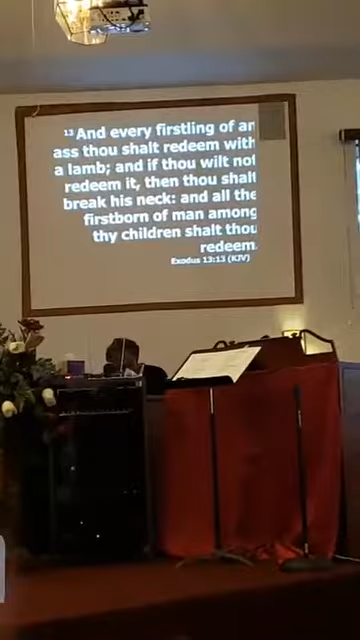 13 And every firstling of an
ass thou shalt redeem with
a lamb; and if thou wilt not
redeem it, then thou shalt
break his neck: and all the
firstborn of man among
thy children shalt thou
redeem.
Exodus 13:13 (KJV)